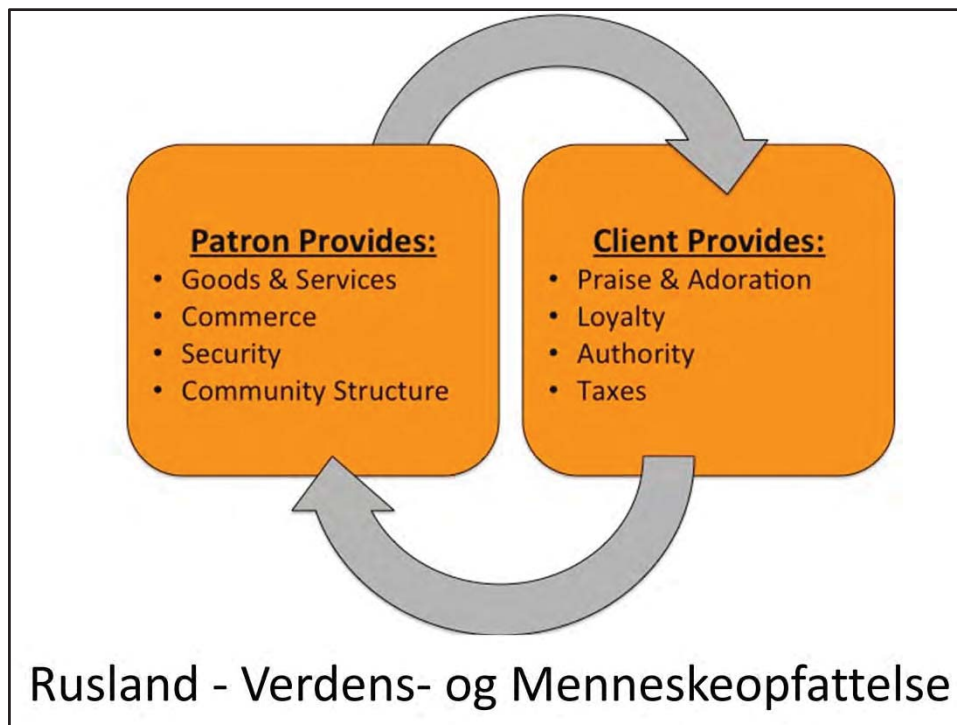 Patron Provides:
• Goods & Services
• Commerce
• Security
• Community Structure
Client Provides:
• Praise & Adoration
• Loyalty
• Authority
• Taxes
Rusland - Verdens- og Menneskeopfattelse